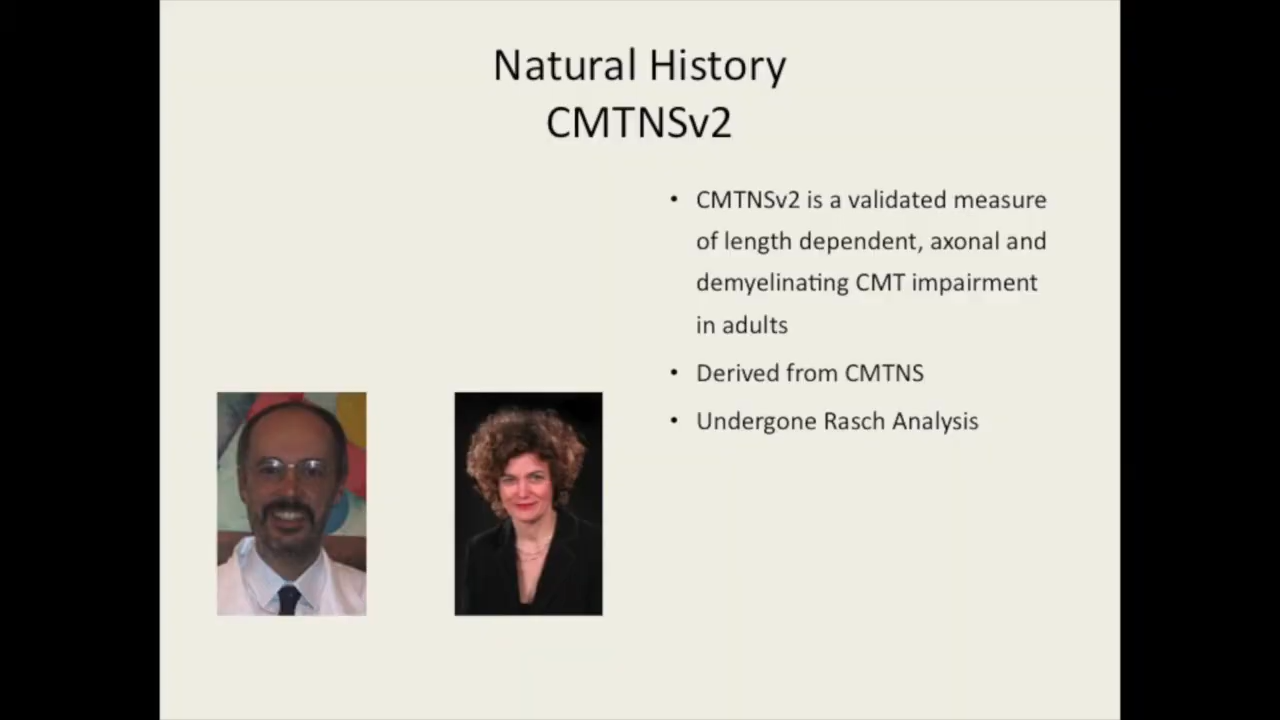 Natural History
CMTNSv2
• CMTNSv2 is a validated measure
of length dependent, axonal and
demyelinating CMT impairment
in adults
• Derived from CMTNS
• Undergone Rasch Analysis